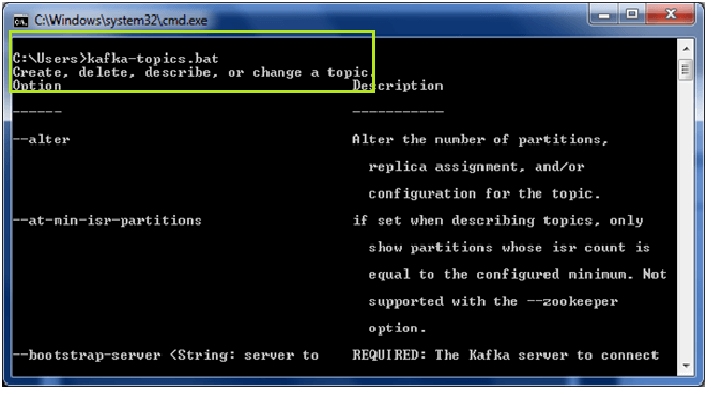 C:\Windows\system32\cmd.exe
C:\Users>kafka-topics.bat
Create, delete, describe, or change a topic.
Option Description
------ -----------
--alter Alter the number of partitions,
replica assignment, and/or
configuration for the topic.
--at-min-isr-partitions if set when describing topics, only
show partitions whose isr count is
equal to the configured minimum. Not
supported with the --zookeeper
option.
--bootstrap-server <String: server to REQUIRED: The Kafka server to connect